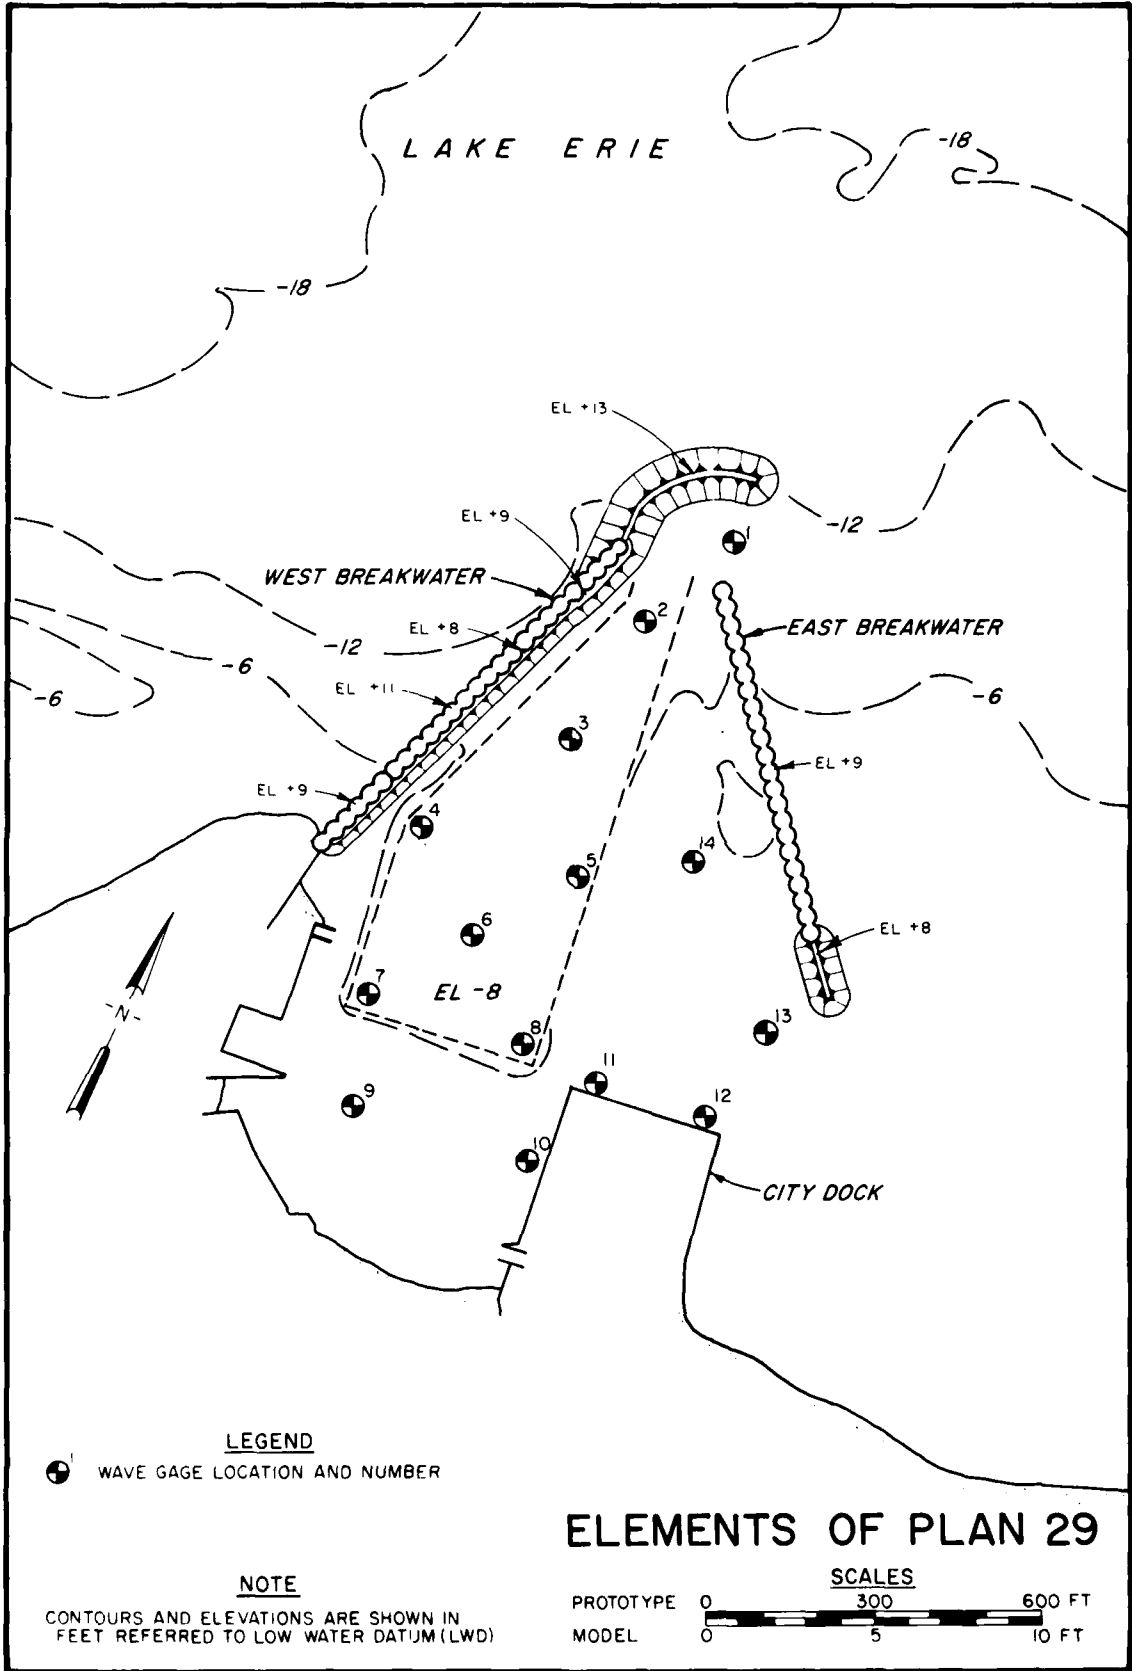 LAKE ERIE
-18
-18
EL +13
-12
EL +9
1
WEST BREAKWATER
2
EAST BREAKWATER
EL +8
-12
-6
EL +11
-6
-6
3
EL +9
EL +9
4
14
5
6
EL +8
7
EL -8
-N-
8
13
11
9
12
10
CITY DOCK
LEGEND
1
WAVE GAGE LOCATION AND NUMBER
ELEMENTS OF PLAN 29
NOTE
CONTOURS AND ELEVATIONS ARE SHOWN IN
FEET REFERRED TO LOW WATER DATUM (LWD)
SCALES
PROTOTYPE 0 300 600 FT
MODEL 0 5 10 FT